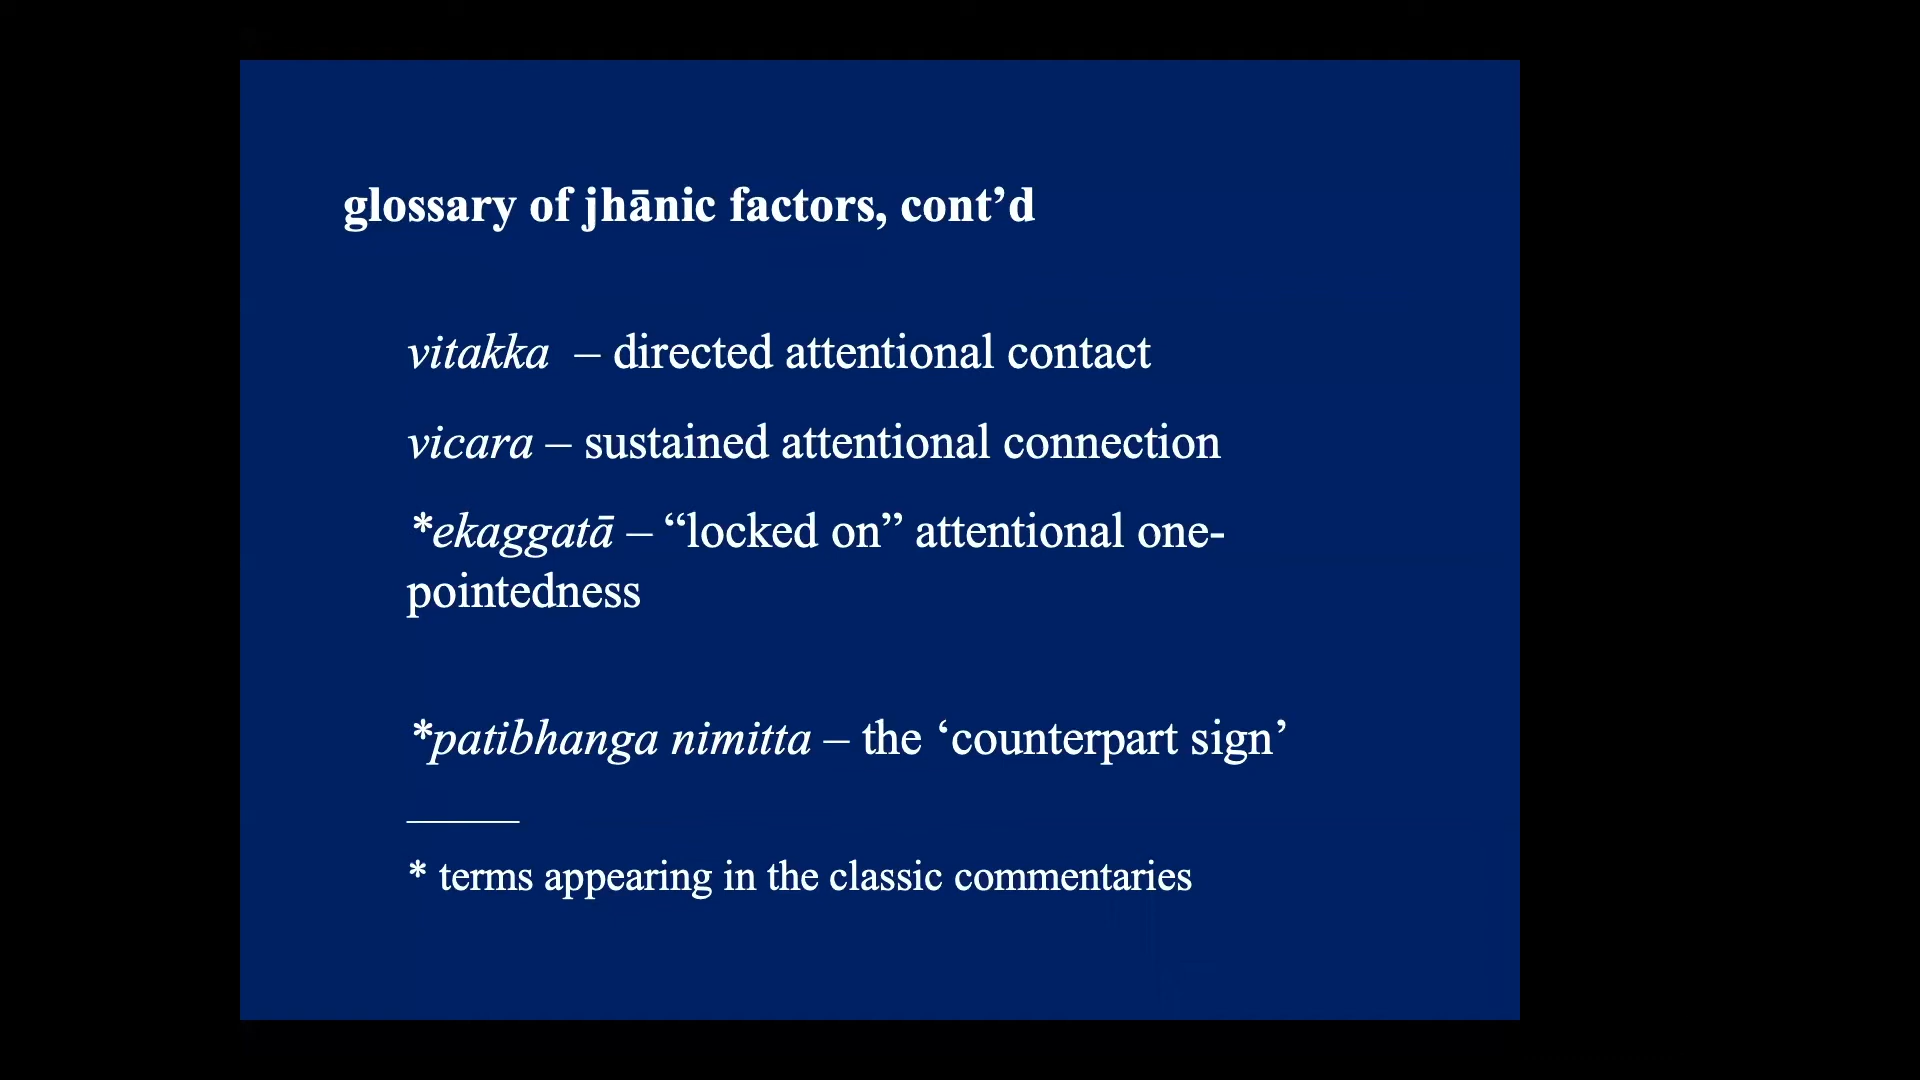 glossary of jhānic factors, cont’d
vitakka – directed attentional contact
vicara – sustained attentional connection
*ekaggatā – “locked on” attentional one-
pointedness
*patibhanga nimitta – the ‘counterpart sign’
* terms appearing in the classic commentaries